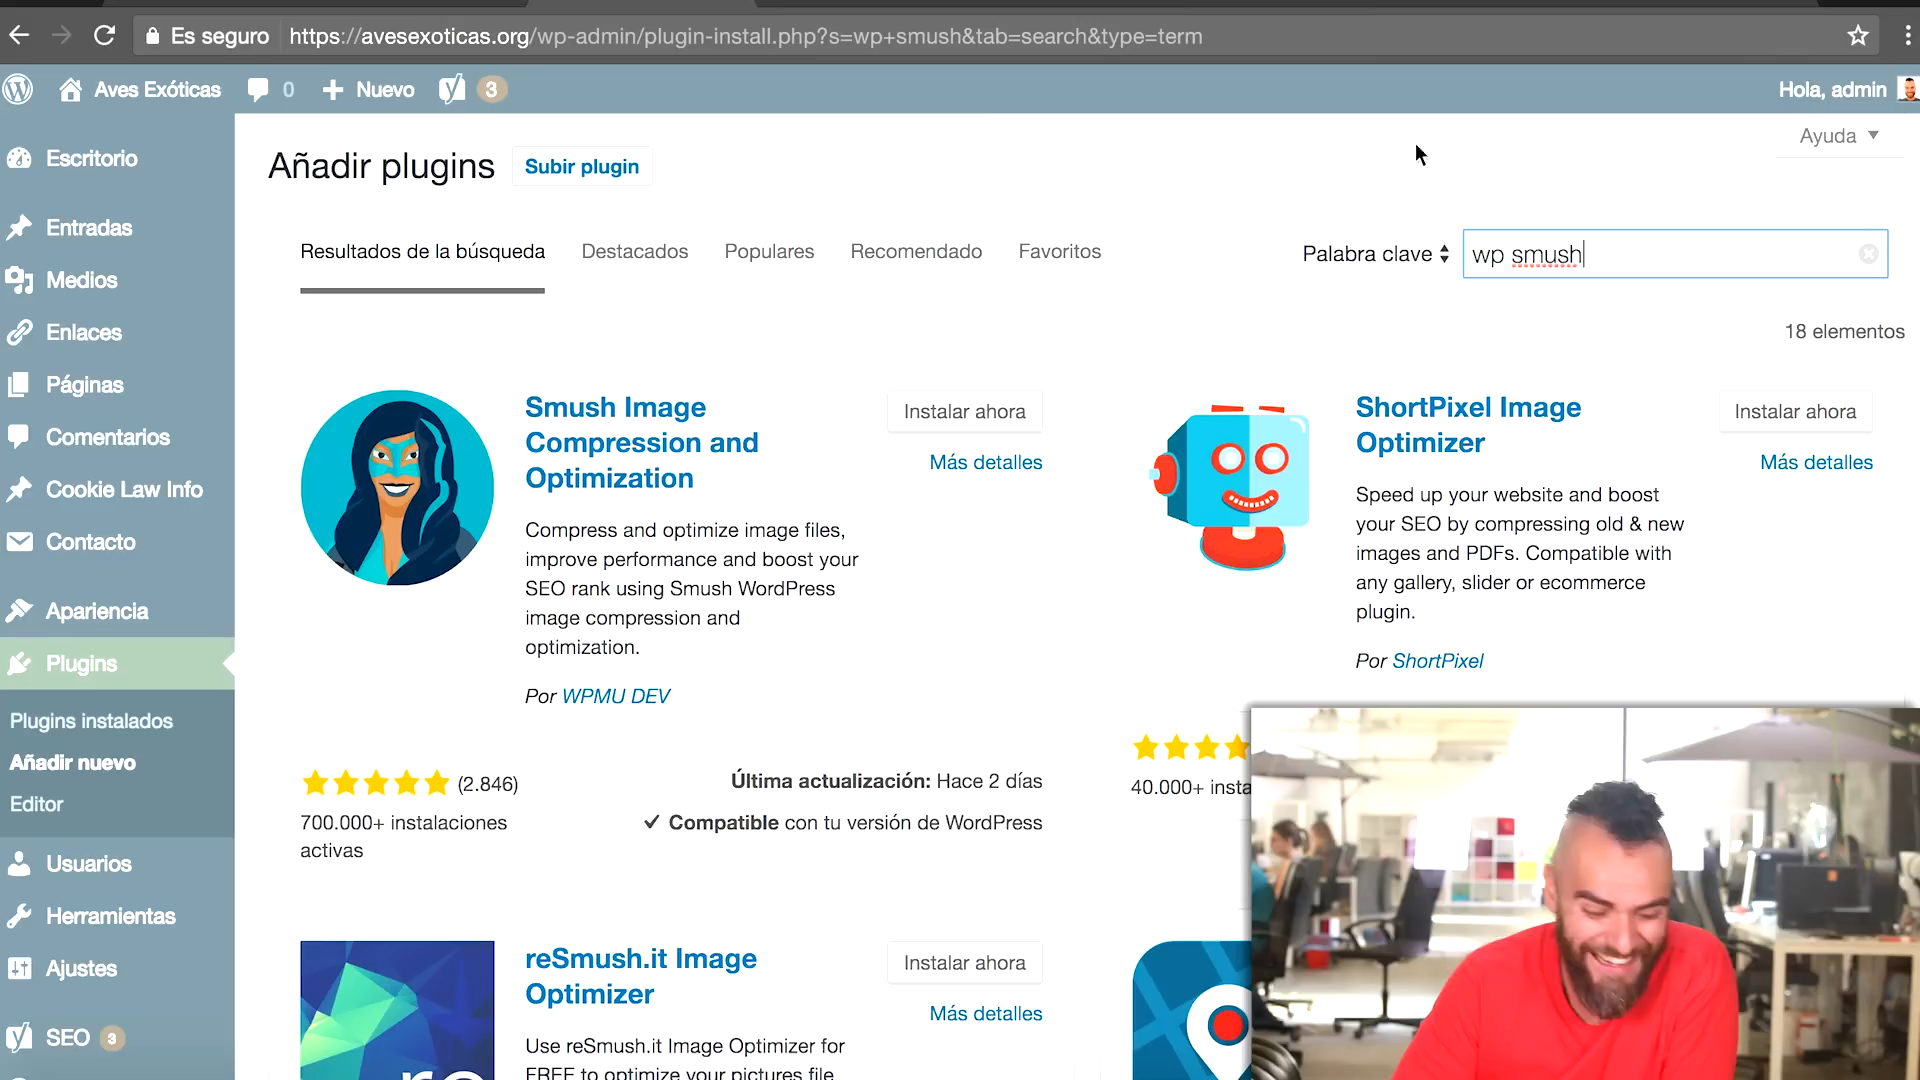 Es seguro
https://avesexoticas.org/wp-admin/plugin-install.php?s=wp+smush&tab=search&type=term
Aves Exóticas
0
Nuevo
3
Hola, admin
Escritorio
Entradas
Medios
Enlaces
Páginas
Comentarios
Cookie Law Info
Contacto
Apariencia
Plugins
Plugins instalados
Añadir nuevo
Editor
Usuarios
Herramientas
Ajustes
SEO 3
Ayuda
Añadir plugins
Subir plugin
Resultados de la búsqueda
Destacados
Populares
Recomendado
Favoritos
Palabra clave
wp smush
18 elementos
Smush Image
Compression and
Optimization
Instalar ahora
Más detalles
Compress and optimize image files,
improve performance and boost your
SEO rank using Smush WordPress
image compression and
optimization.
Por WPMU DEV
(2.846)
700.000+ instalaciones
activas
Última actualización: Hace 2 días
Compatible con tu versión de WordPress
ShortPixel Image
Optimizer
Instalar ahora
Más detalles
Speed up your website and boost
your SEO by compressing old & new
images and PDFs. Compatible with
any gallery, slider or ecommerce
plugin.
Por ShortPixel
40.000+ insta
reSmush.it Image
Optimizer
Instalar ahora
Más detalles
Use reSmush.it Image Optimizer for
FREE to optimize your pictures file